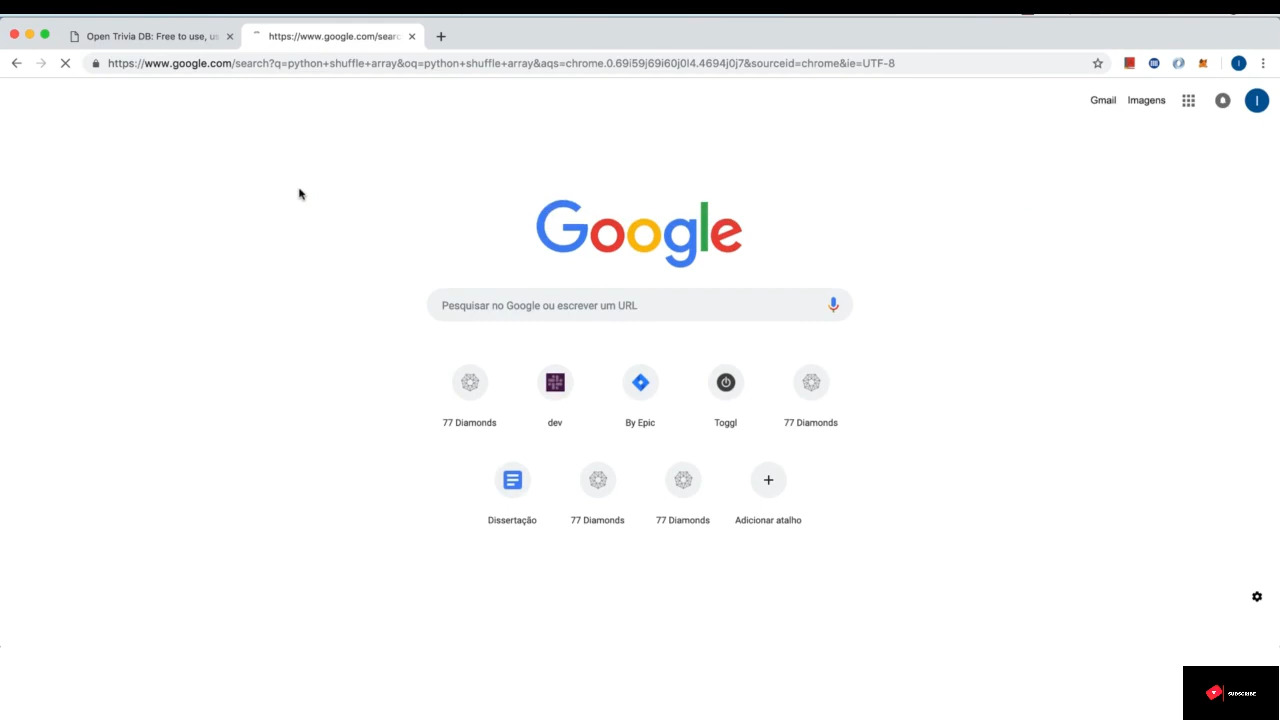 Open Trivia DB: Free to use, us
https://www.google.com/searc
https://www.google.com/search?q=python+shuffle+array&oq=python+shuffle+array&aqs=chrome.0.69i59j69i60j0l4.4694j0j7&sourceid=chrome&ie=UTF-8
Gmail Imagens I
Google
Pesquisar no Google ou escrever um URL
77 Diamonds dev By Epic Toggl 77 Diamonds
Dissertação 77 Diamonds 77 Diamonds Adicionar atalho
SUBSCRIBE